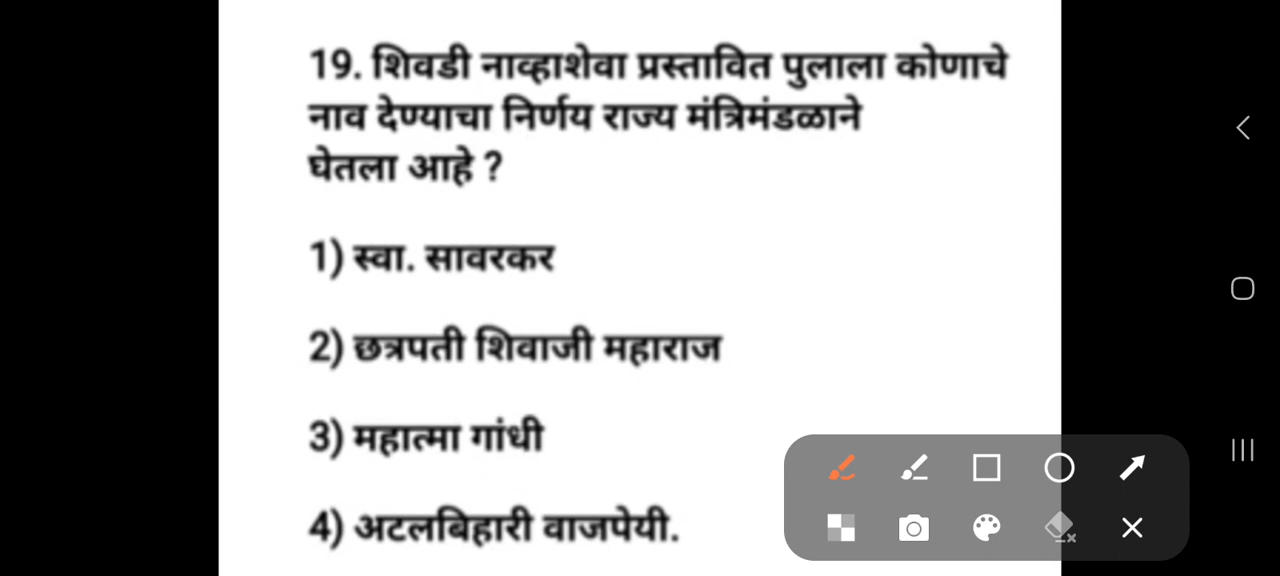 19. शिवडी नाव्हाशेवा प्रस्तावित पुलाला कोणाचे
नाव देण्याचा निर्णय राज्य मंत्रिमंडळाने
घेतला आहे ?
1) स्वा. सावरकर
2) छत्रपती शिवाजी महाराज
3) महात्मा गांधी
4) अटलबिहारी वाजपेयी.